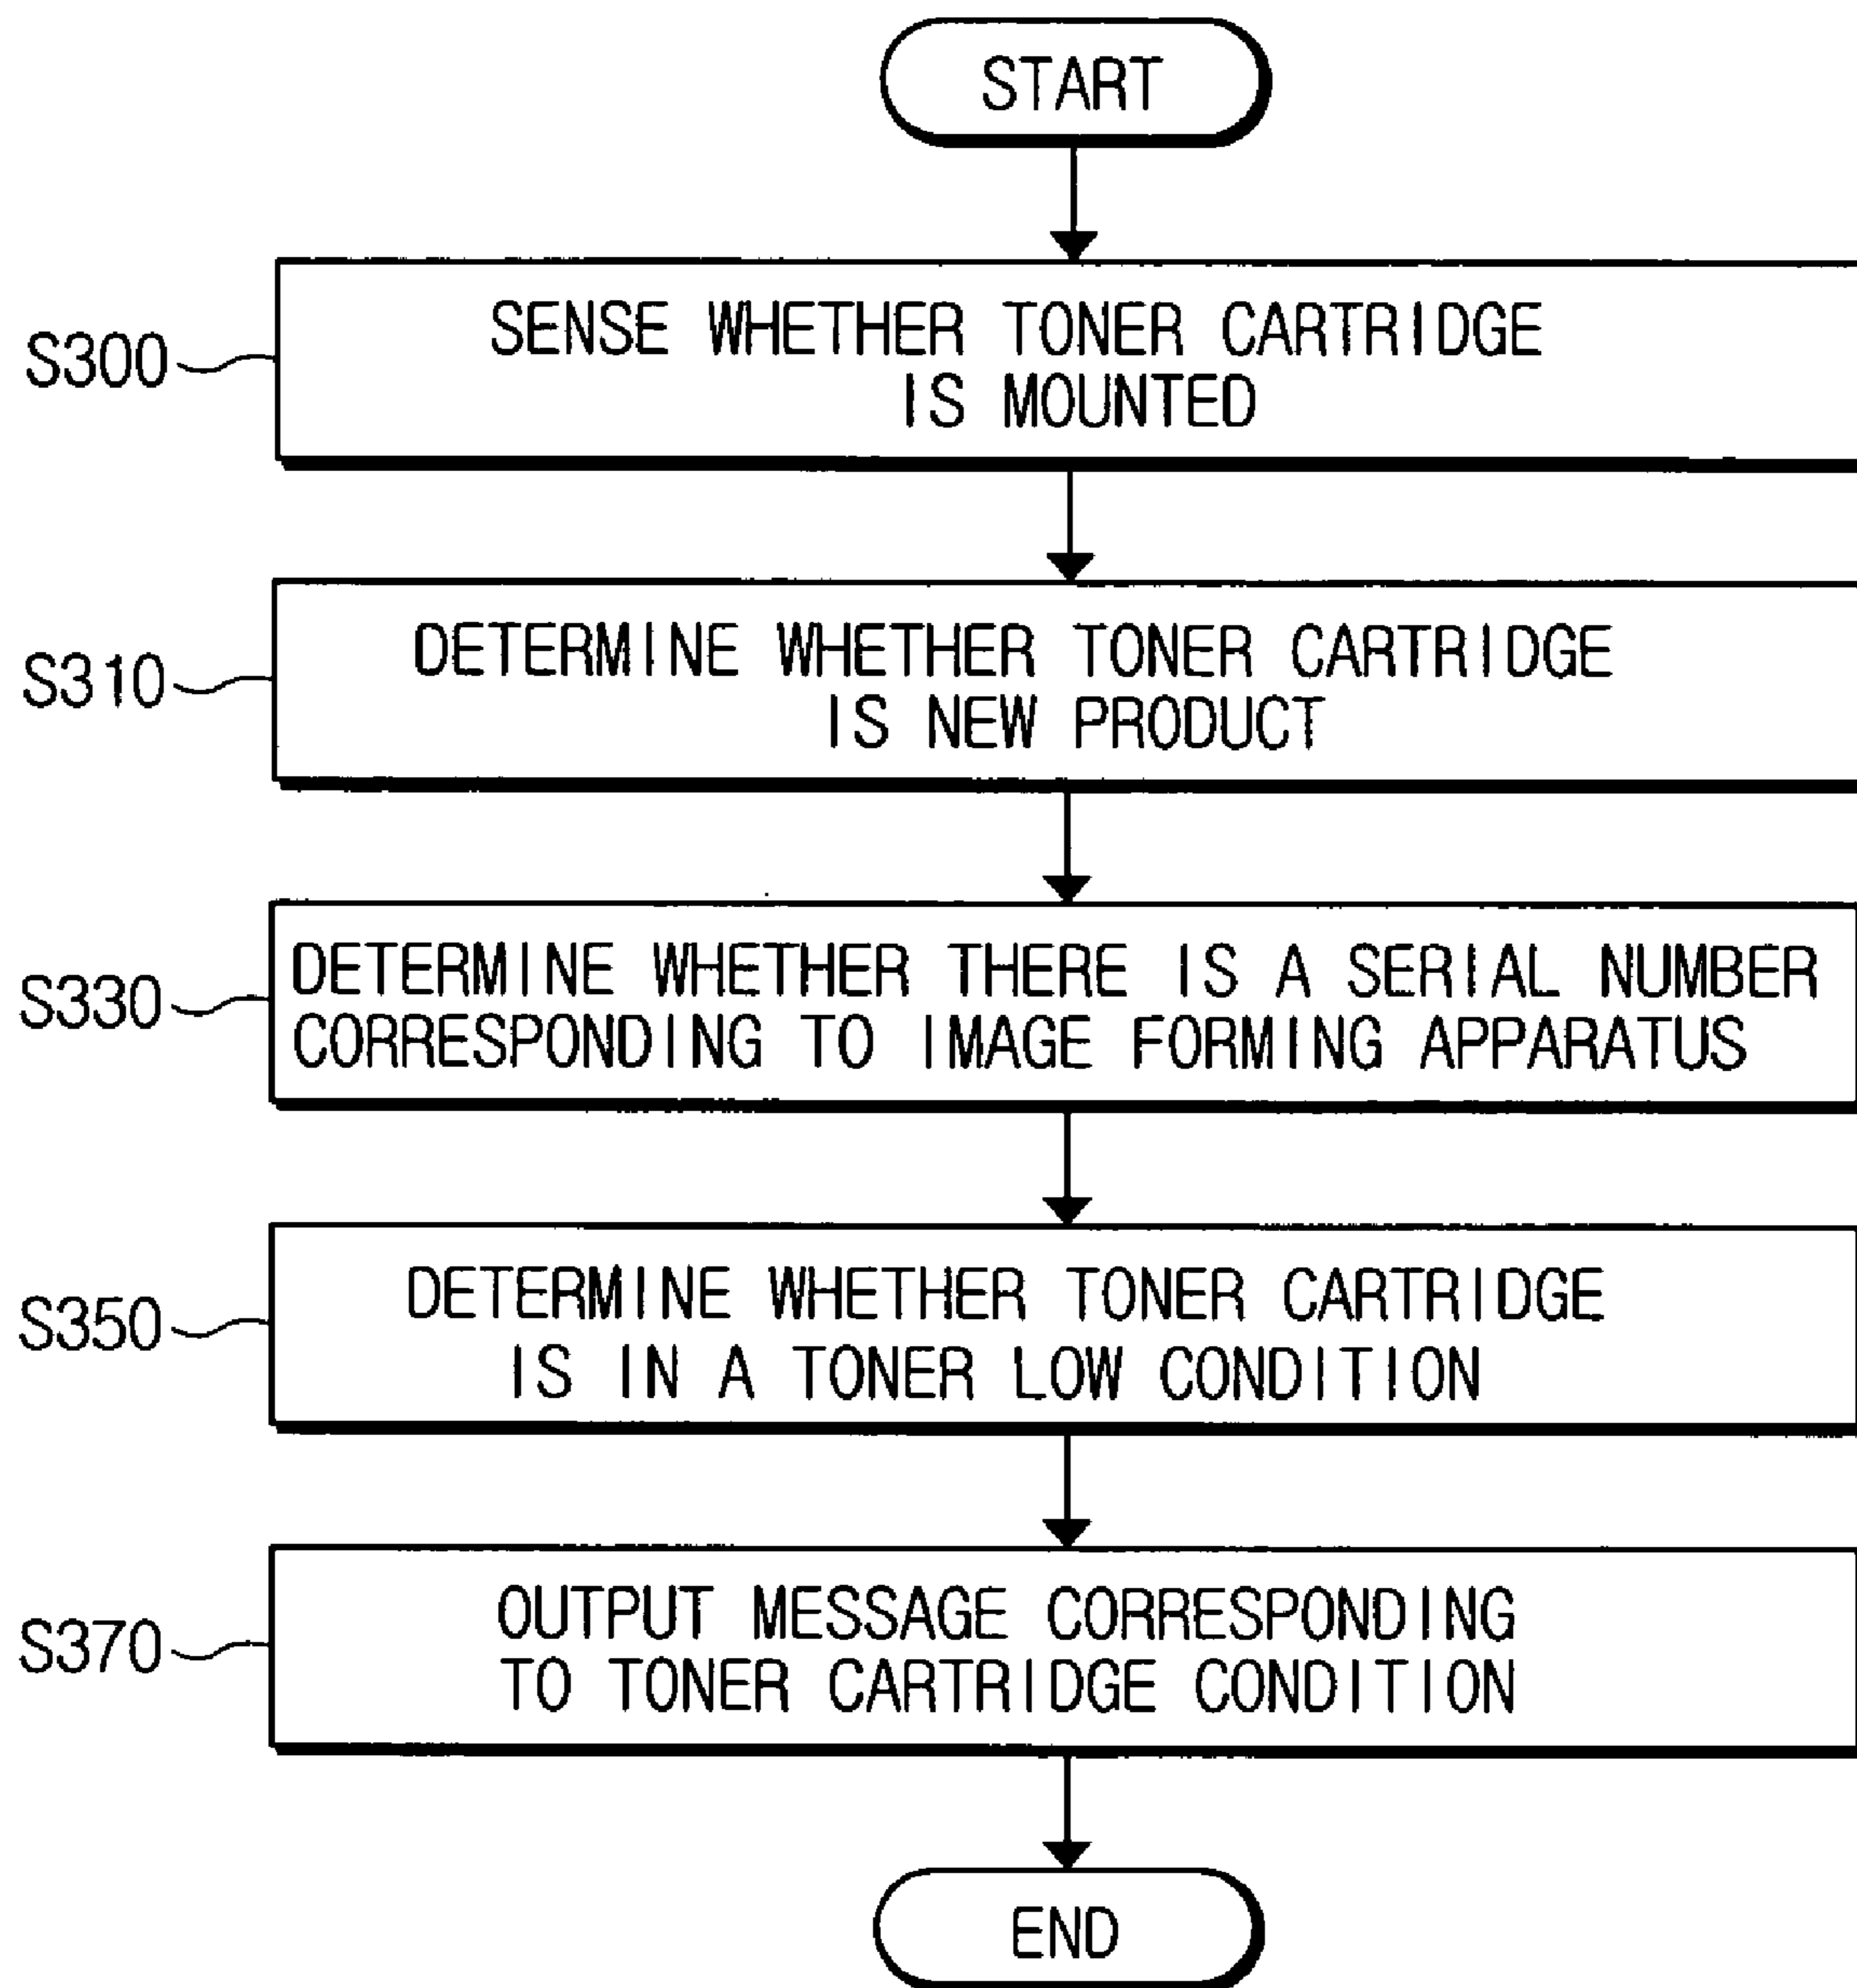 START
S300
SENSE WHETHER TONER CARTRIDGE
IS MOUNTED
S310
DETERMINE WHETHER TONER CARTRIDGE
IS NEW PRODUCT
S330
DETERMINE WHETHER THERE IS A SERIAL NUMBER
CORRESPONDING TO IMAGE FORMING APPARATUS
S350
DETERMINE WHETHER TONER CARTRIDGE
IS IN A TONER LOW CONDITION
S370
OUTPUT MESSAGE CORRESPONDING
TO TONER CARTRIDGE CONDITION
END